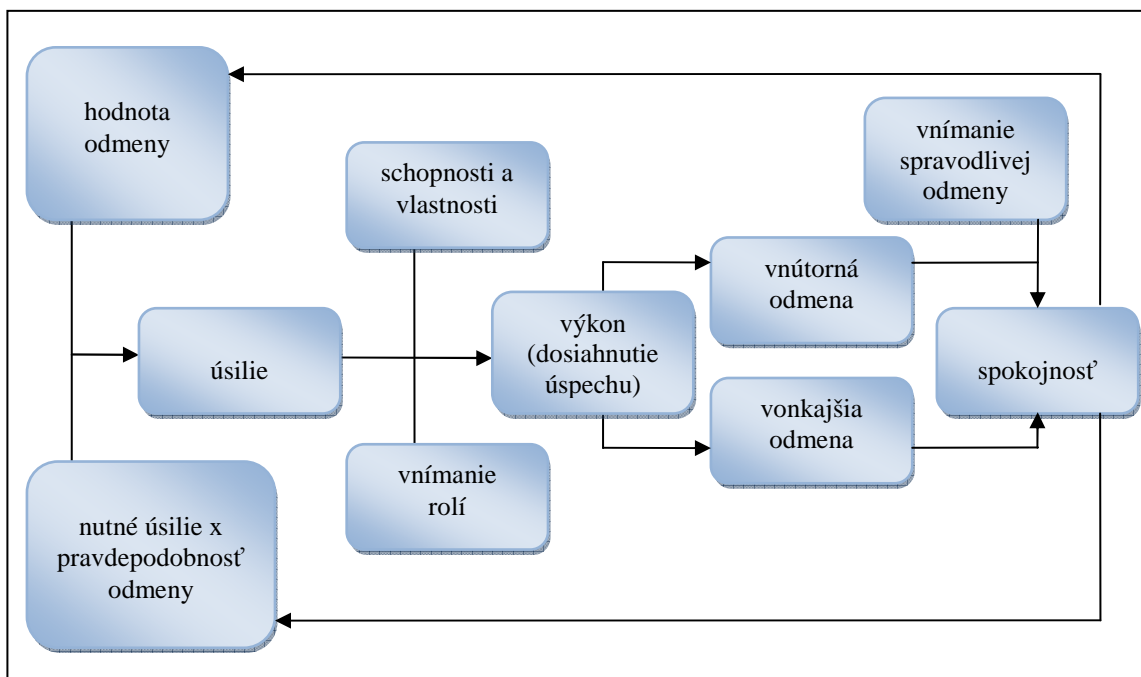 hodnota
odmeny
vnímanie
spravodlivej
odmeny
schopnosti a
vlastnosti
vnútorná
odmena
výkon
(dosiahnutie
úspechu)
úsilie
spokojnosť
vonkajšia
odmena
vnímanie
rolí
nutné úsilie x
pravdepodobnosť
odmeny